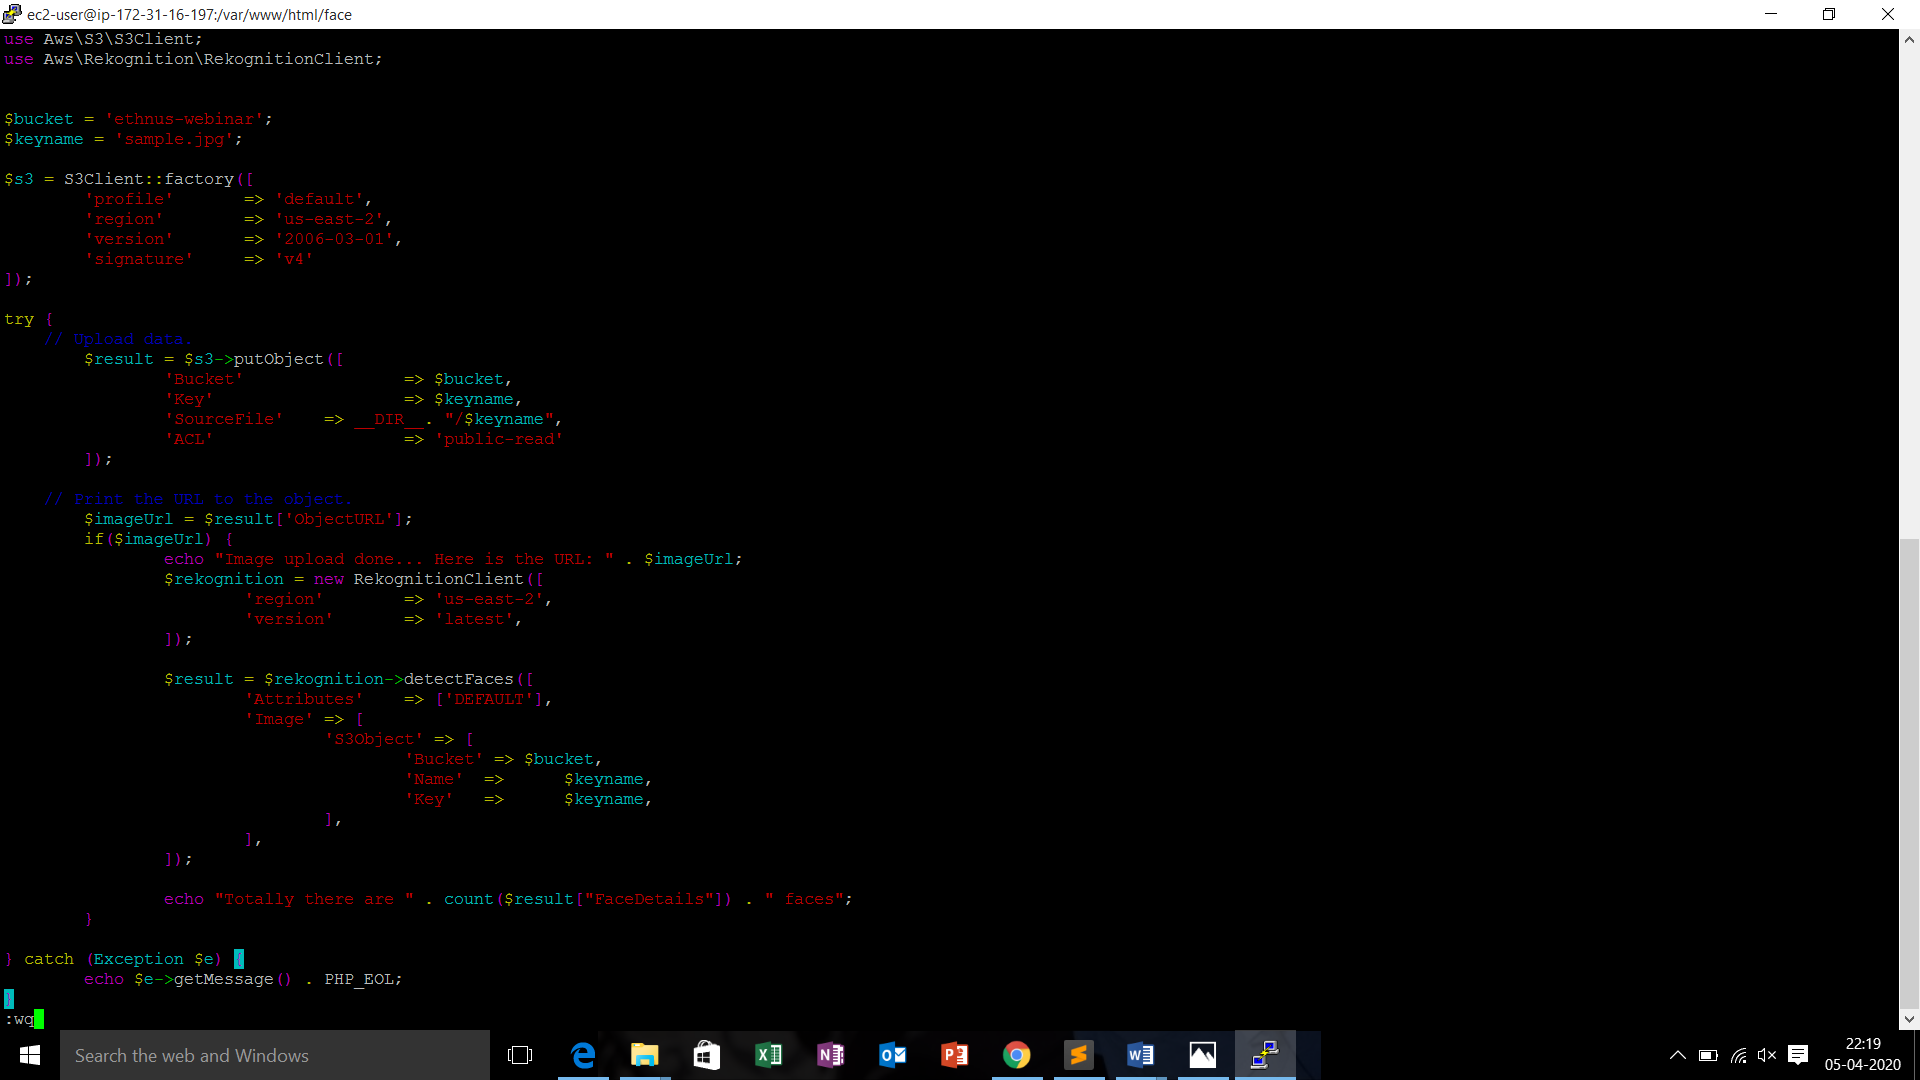 ec2-user@ip-172-31-16-197:/var/www/html/face
use Aws\S3\S3Client;
use Aws\Rekognition\RekognitionClient;
$bucket = 'ethnus-webinar';
$keyname = 'sample.jpg';
$s3 = S3Client::factory([
'profile' => 'default',
'region' => 'us-east-2',
'version' => '2006-03-01',
'signature' => 'v4'
]);
try {
// Upload data.
$result = $s3->putObject([
'Bucket' => $bucket,
'Key' => $keyname,
'SourceFile' => __DIR__. "/$keyname",
'ACL' => 'public-read'
]);
// Print the URL to the object.
$imageUrl = $result['ObjectURL'];
if($imageUrl) {
echo "Image upload done... Here is the URL: " . $imageUrl;
$rekognition = new RekognitionClient([
'region' => 'us-east-2',
'version' => 'latest',
]);
$result = $rekognition->detectFaces([
'Attributes' => ['DEFAULT'],
'Image' => [
'S3Object' => [
'Bucket' => $bucket,
'Name' => $keyname,
'Key' => $keyname,
],
],
]);
echo "Totally there are " . count($result["FaceDetails"]) . " faces";
}
} catch (Exception $e) {
echo $e->getMessage() . PHP_EOL;
}
:wq
Search the web and Windows
22:19
05-04-2020